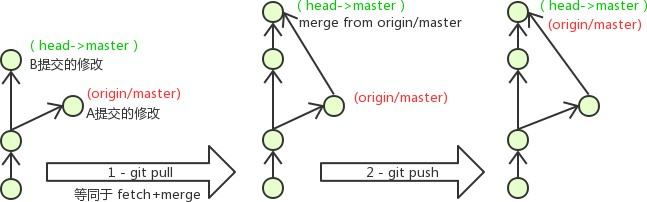 ( head->master )
B提交的修改
(origin/master)
A提交的修改
1 - git pull
等同于 fetch+merge
( head->master )
merge from origin/master
(origin/master)
2 - git push
( head->master )
(origin/master)